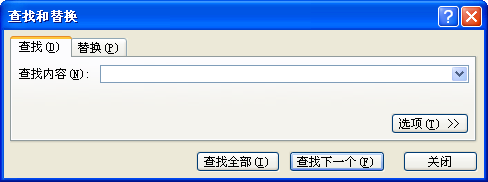 查找和替换
查找(D) 替换(P)
查找内容(N):
选项(T) >>
查找全部(I) 查找下一个(F) 关闭